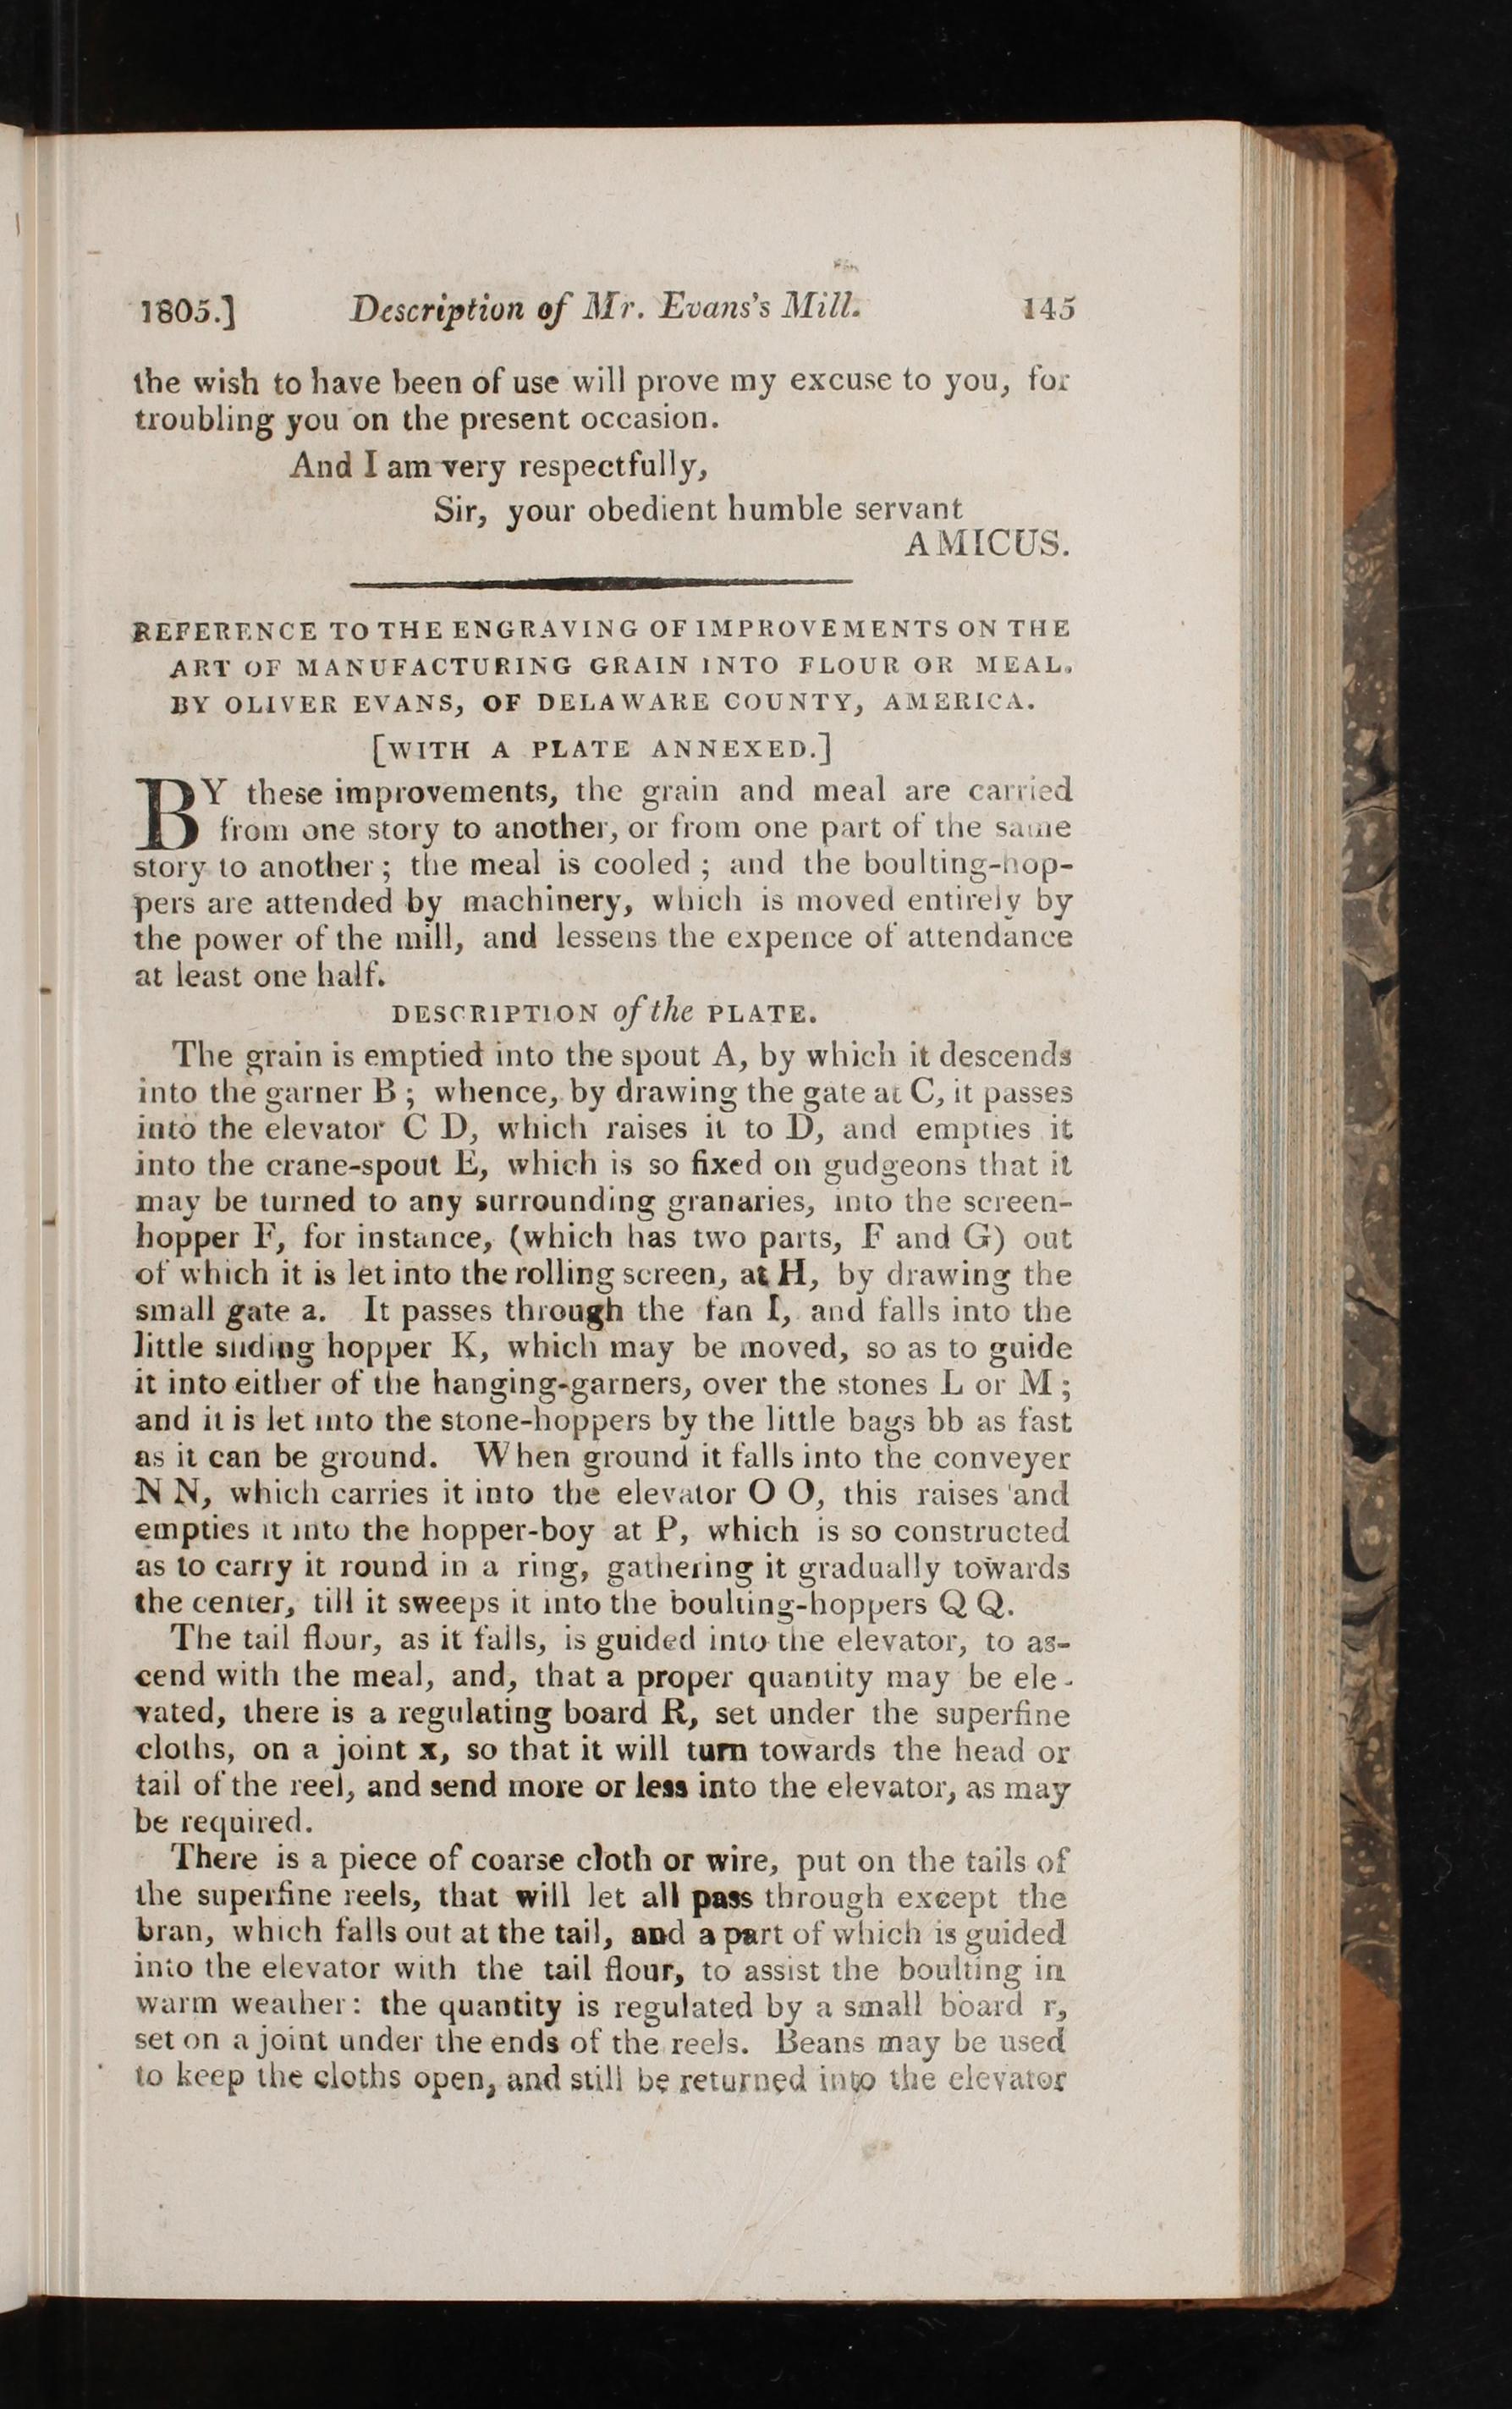 1805.] Description of Mr. Evans's Mill. 145
the wish to have been of use will prove my excuse to you, for
troubling you on the present occasion.
And I am very respectfully,
Sir, your obedient humble servant
AMICUS.
REFERENCE TO THE ENGRAVING OF IMPROVEMENTS ON THE
ART OF MANUFACTURING GRAIN INTO FLOUR OR MEAL.
BY OLIVER EVANS, OF DELAWARE COUNTY, AMERICA.
[WITH A PLATE ANNEXED.]
BY these improvements, the grain and meal are carried
from one story to another, or from one part of the same
story to another; the meal is cooled; and the boulting-hop-
pers are attended by machinery, which is moved entirely by
the power of the mill, and lessens the expence of attendance
at least one half.
DESCRIPTION of the PLATE.
The grain is emptied into the spout A, by which it descends
into the garner B; whence, by drawing the gate at C, it passes
into the elevator C D, which raises it to D, and empties it
into the crane-spout E, which is so fixed on gudgeons that it
may be turned to any surrounding granaries, into the screen-
hopper F, for instance, (which has two parts, F and G) out
of which it is let into the rolling screen, at H, by drawing the
small gate a. It passes through the fan I, and falls into the
little sliding hopper K, which may be moved, so as to guide
it into either of the hanging-garners, over the stones L or M;
and it is let into the stone-hoppers by the little bags bb as fast
as it can be ground. When ground it falls into the conveyer
N N, which carries it into the elevator O O, this raises and
empties it into the hopper-boy at P, which is so constructed
as to carry it round in a ring, gathering it gradually towards
the center, till it sweeps it into the boulting-hoppers Q Q.
The tail flour, as it falls, is guided into the elevator, to as-
cend with the meal, and, that a proper quantity may be ele-
vated, there is a regulating board R, set under the superfine
cloths, on a joint x, so that it will turn towards the head or
tail of the reel, and send more or less into the elevator, as may
be required.
There is a piece of coarse cloth or wire, put on the tails of
the superfine reels, that will let all pass through except the
bran, which falls out at the tail, and a part of which is guided
into the elevator with the tail flour, to assist the boulting in
warm weather: the quantity is regulated by a small board r,
set on a joint under the ends of the reels. Beans may be used
to keep the cloths open, and still be returned into the elevator